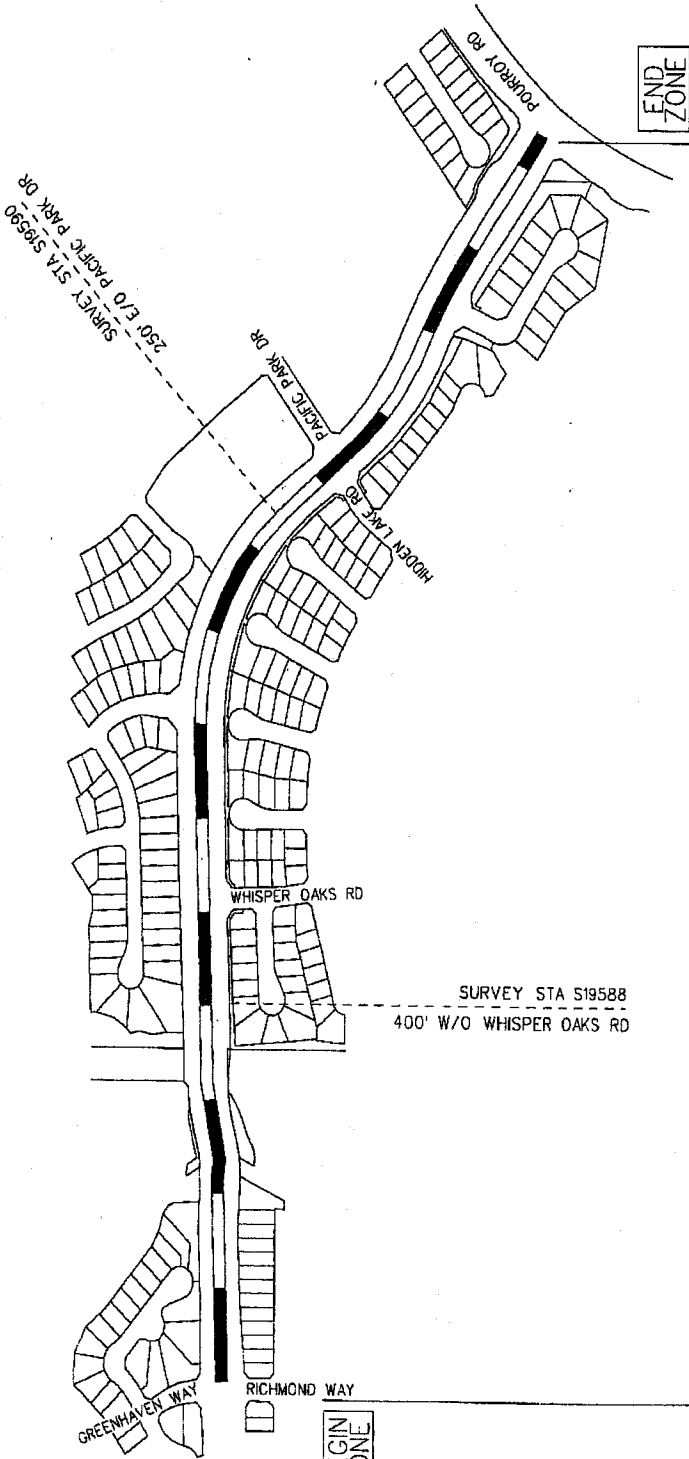 POURROY RD
END
ZONE
SURVEY STA S19590
250' E/O PACIFIC PARK DR
PACIFIC PARK DR
HIDDEN LAKE RD
WHISPER OAKS RD
SURVEY STA S19588
400' W/O WHISPER OAKS RD
GREENHAVEN WAY
RICHMOND WAY
GIN
ONE